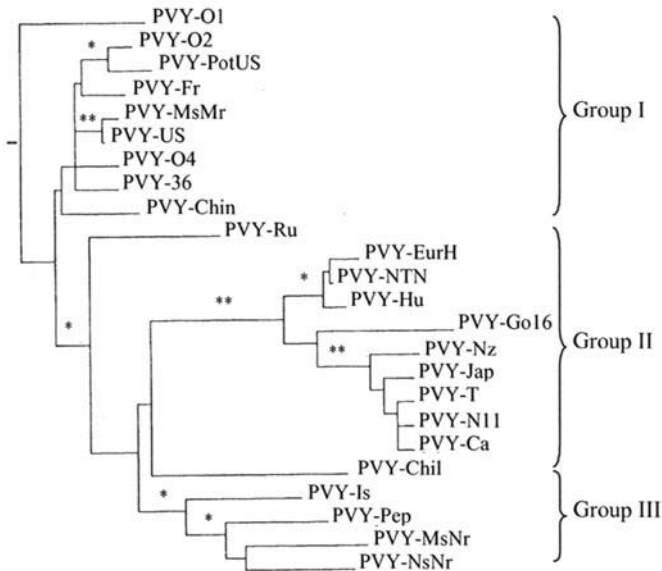 PVY-O1
*
PVY-O2
PVY-PotUS
PVY-Fr
**
PVY-MsMr
PVY-US
PVY-O4
PVY-36
PVY-Chin
Group I
PVY-Ru
PVY-EurH
*
PVY-NTN
**
PVY-Hu
*
PVY-Go16
**
PVY-Nz
PVY-Jap
PVY-T
PVY-N11
PVY-Ca
PVY-Chil
Group II
*
PVY-Is
*
PVY-Pep
PVY-MsNr
PVY-NsNr
Group III